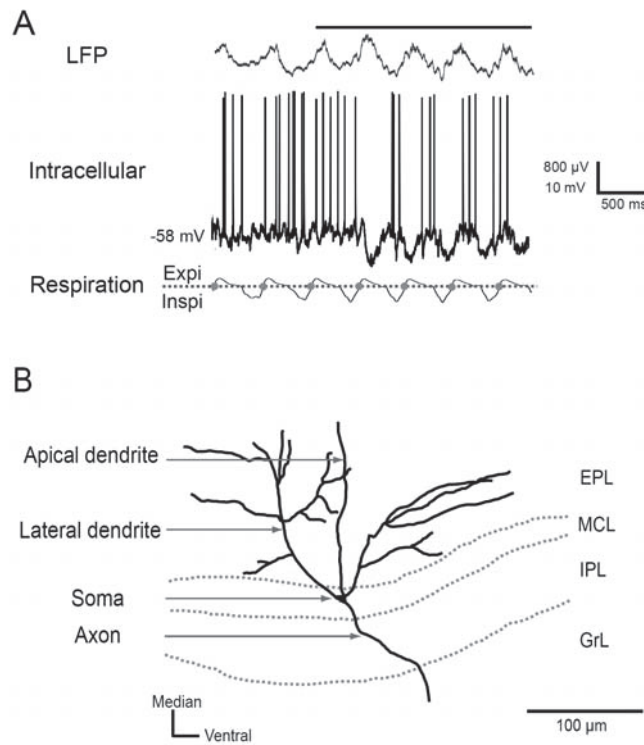 A
LFP
Intracellular
800 µV
10 mV
500 ms
-58 mV
Respiration
Expi
Inspi
B
Apical dendrite
EPL
MCL
Lateral dendrite
IPL
Soma
Axon
GrL
Median
Ventral
100 µm